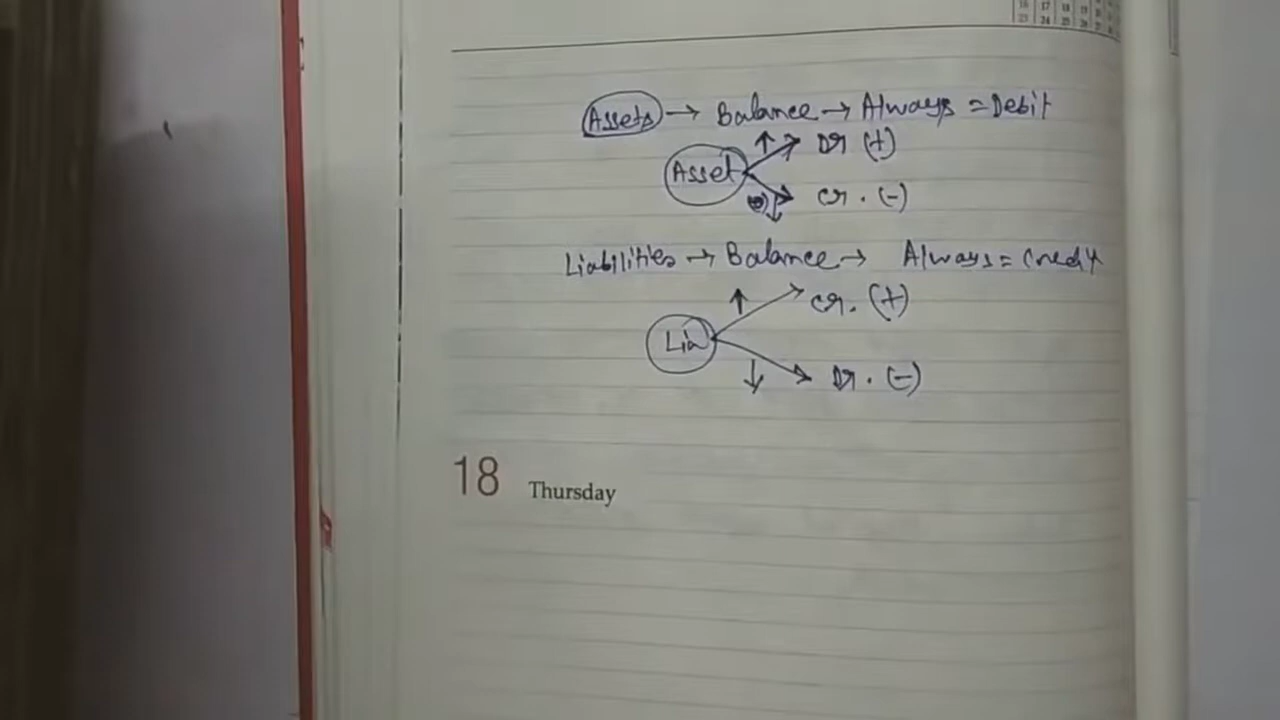 Assets → Balance → Always = Debit
Asset ↑ → Dr (+)
↓ → Cr. (-)
Liabilities → Balance → Always = Credit
Lia ↑ → Cr. (+)
↓ → Dr. (-)
18 Thursday